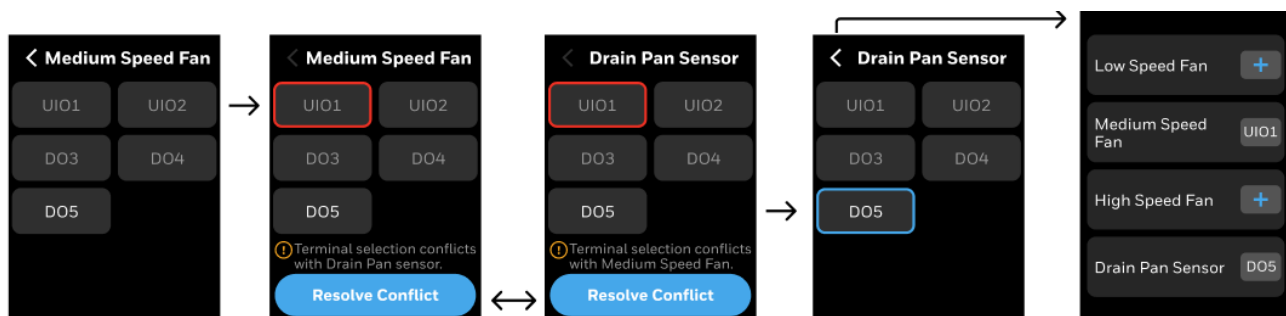 Medium Speed Fan
UIO1 UIO2
DO3 DO4
DO5
Medium Speed Fan
UIO1 UIO2
DO3 DO4
DO5
Terminal selection conflicts
with Drain Pan sensor.
Resolve Conflict
Drain Pan Sensor
UIO1 UIO2
DO3 DO4
DO5
Terminal selection conflicts
with Medium Speed Fan.
Resolve Conflict
Drain Pan Sensor
UIO1 UIO2
DO3 DO4
DO5
Low Speed Fan +
Medium Speed
Fan UIO1
High Speed Fan +
Drain Pan Sensor DO5